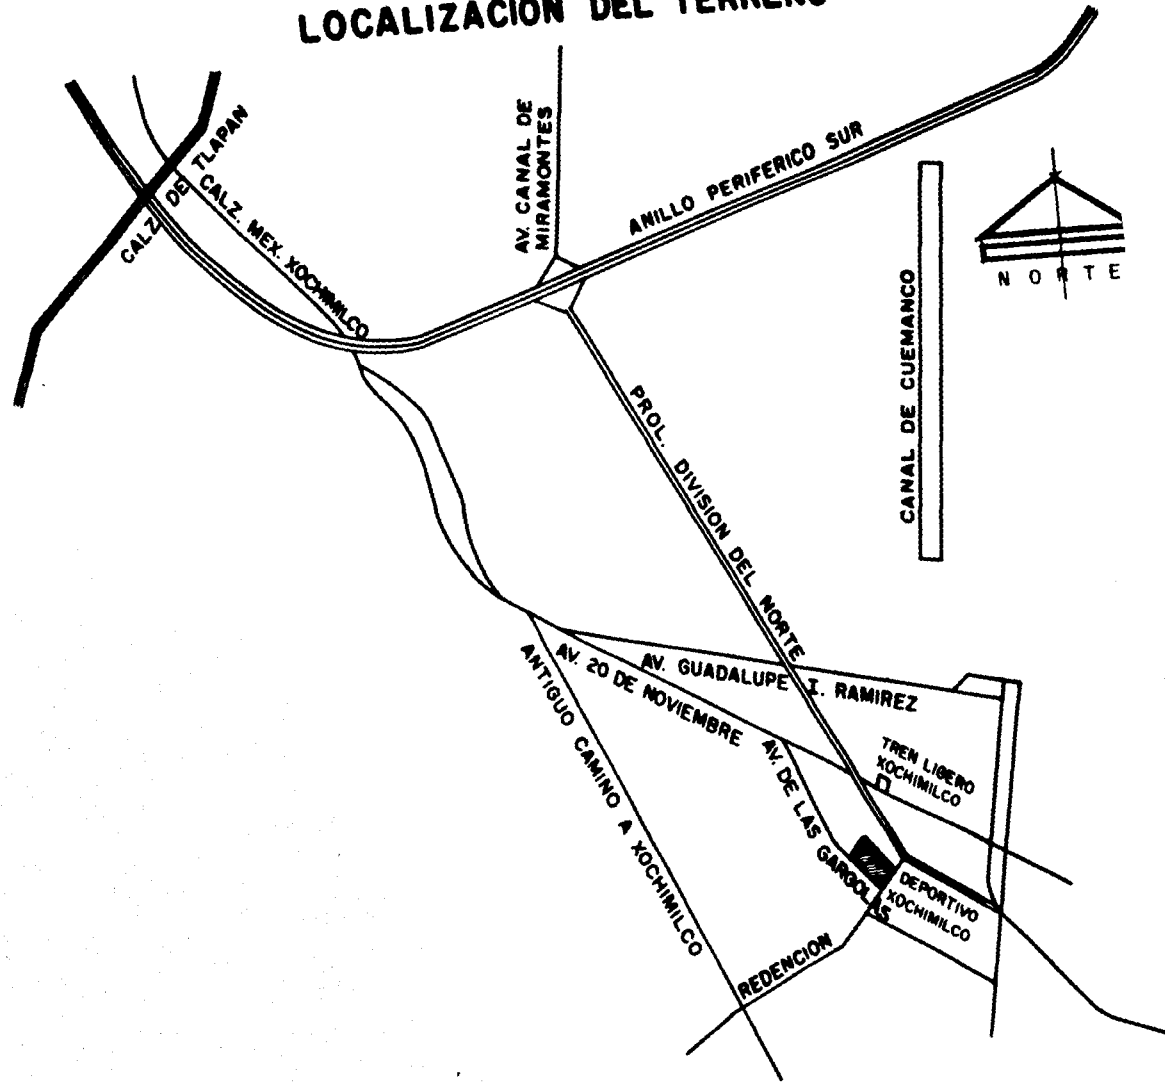 LOCALIZACION DEL TERRENO
AV. CANAL DE
MIRAMONTES
ANILLO PERIFERICO SUR
CALZ. DE TLAPAN
CALZ. MEX. XOCHIMILCO
CANAL DE CUEMANCO
NORTE
PROL. DIVISION DEL NORTE
AV. GUADALUPE I. RAMIREZ
AV. 20 DE NOVIEMBRE
ANTIGUO CAMINO A XOCHIMILCO
TREN LIGERO
XOCHIMILCO
AV. DE LAS GARGOLAS
DEPORTIVO
XOCHIMILCO
REDENCION